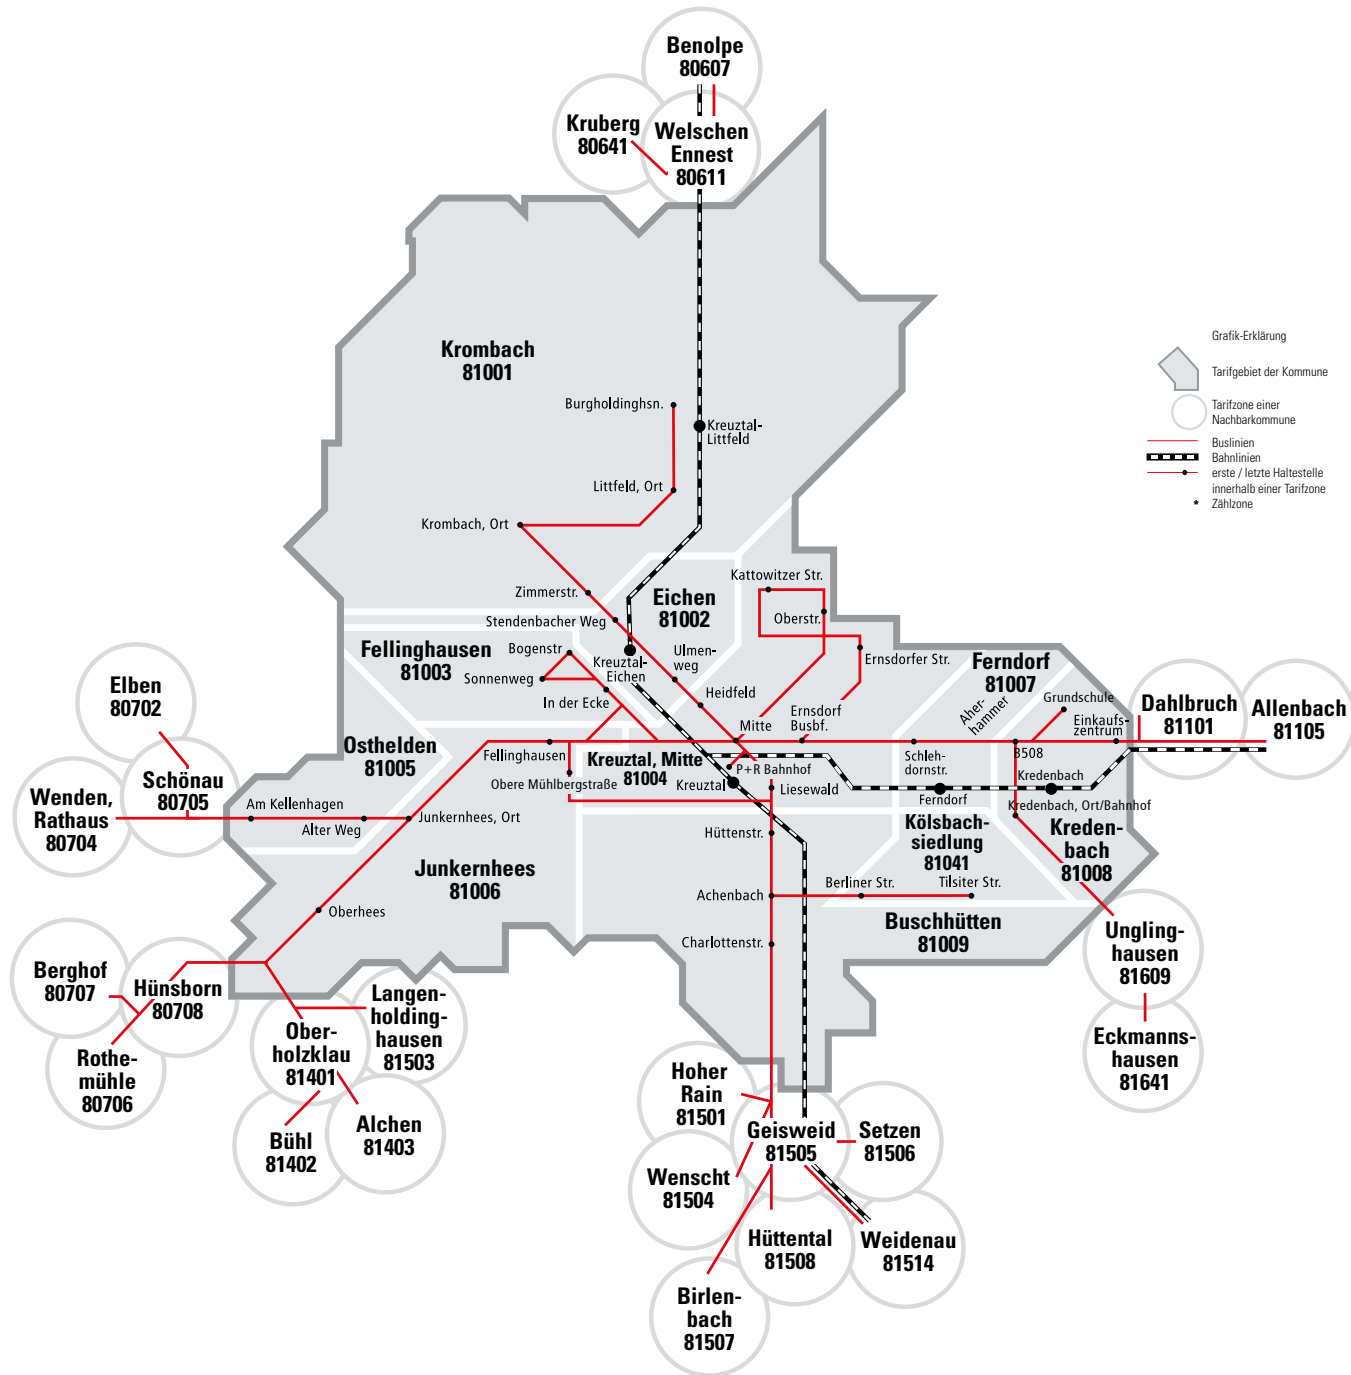 Benolpe
80607
Kruberg
80641
Welschen
Ennest
80611
Grafik-Erklärung
Tarifgebiet der Kommune
Tarifzone einer
Nachbarkommune
Buslinien
Bahnlinien
erste / letzte Haltestelle
innerhalb einer Tarifzone
* Zählzone
Krombach
81001
Burgholdinghsn.
Kreuztal-
Littfeld
Littfeld, Ort
Krombach, Ort
Zimmerstr.
Stendenbacher Weg
Eichen
81002
Kattowitzer Str.
Oberstr.
Ernsdorfer Str.
Fellinghausen
81003
Bogenstr
Sonnenweg
In der Ecke
Kreuztal-
Eichen
Ulmen-
weg
Heidfeld
Mitte
Ernsdorf
Busbf.
Ferndorf
81007
Aher-
hammer
Grundschule
Einkaufs-
zentrum
Dahlbruch
81101
Allenbach
81105
Elben
80702
Schönau
80705
Wenden,
Rathaus
80704
Osthelden
81005
Am Kellenhagen
Alter Weg
Junkernhees, Ort
Fellinghausen
Obere Mühlbergstraße
Kreuztal, Mitte
81004
Kreuztal
P+R Bahnhof
Liesewald
Schleh-
dornstr.
Ferndorf
B508
Kredenbach
Kredenbach, Ort/Bahnhof
Kreden-
bach
81008
Kölsbach-
siedlung
81041
Hüttenstr.
Junkernhees
81006
Oberhees
Achenbach
Berliner Str.
Tilsiter Str.
Charlottenstr.
Buschhütten
81009
Ungling-
hausen
81609
Eckmanns-
hausen
81641
Berghof
80707
Hünsborn
80708
Rothe-
mühle
80706
Langen-
holding-
hausen
81503
Ober-
holzklau
81401
Bühl
81402
Alchen
81403
Hoher
Rain
81501
Geisweid
81505
Setzen
81506
Wenscht
81504
Hüttental
81508
Weidenau
81514
Birlen-
bach
81507